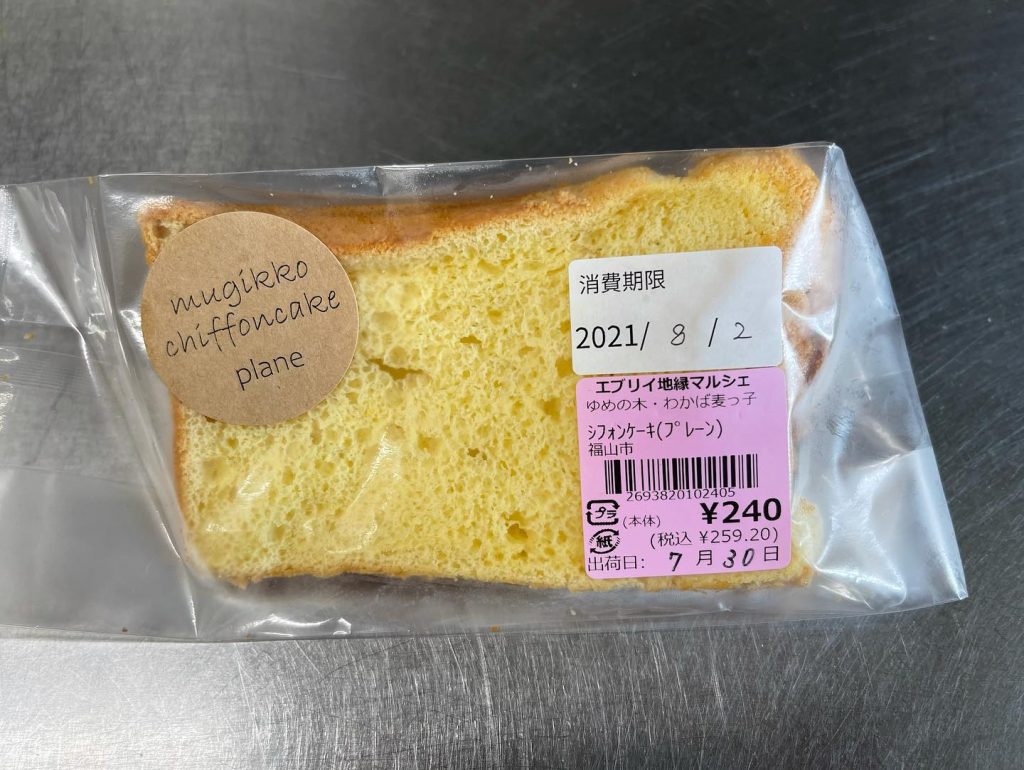 mugikko
chiffoncake
plane
消費期限
2021/ 8 / 2
エブリイ地縁マルシェ
ゆめの木・わかば麦っ子
ｼﾌｫﾝｹｰｷ(ﾌﾟﾚｰﾝ)
福山市
2693820102405
プラ (本体) ¥240
紙 (税込 ¥259.20)
出荷日: 7 月 30 日